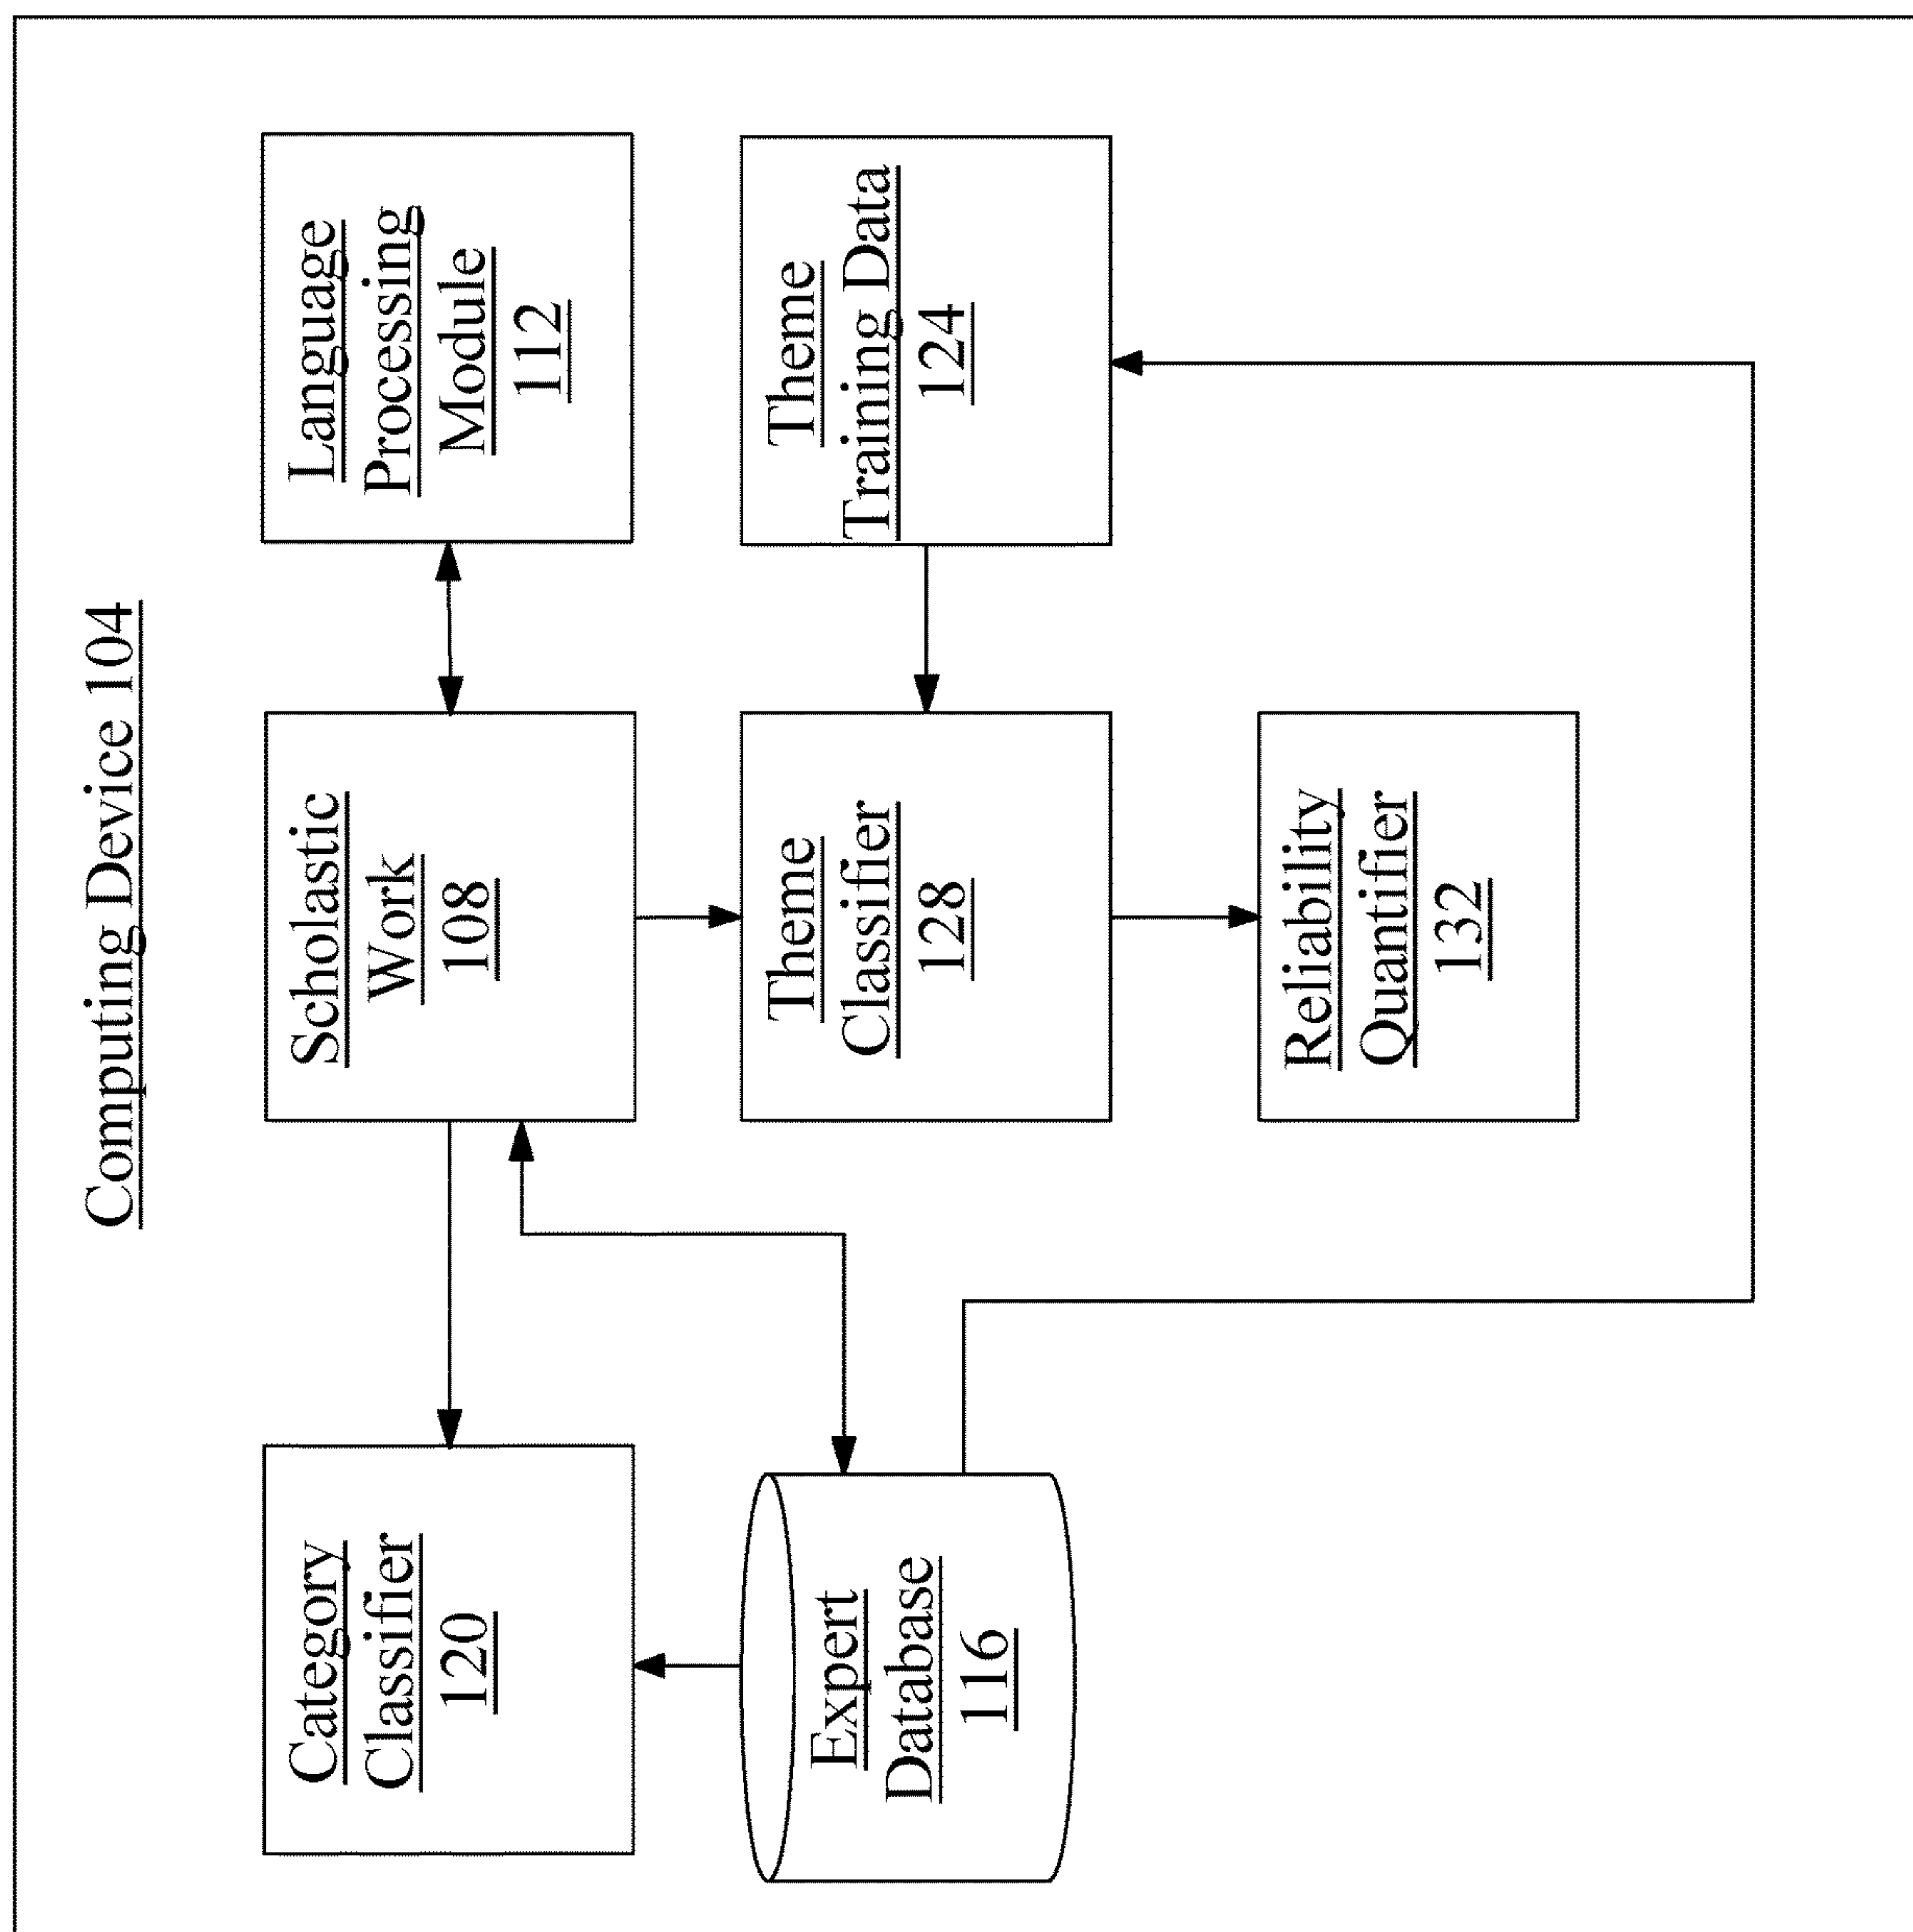 Computing Device 104
Category
Classifier
120
Scholastic
Work
108
Language
Processing
Module
112
Expert
Database
116
Theme
Classifier
128
Theme
Training Data
124
Reliability
Quantifier
132